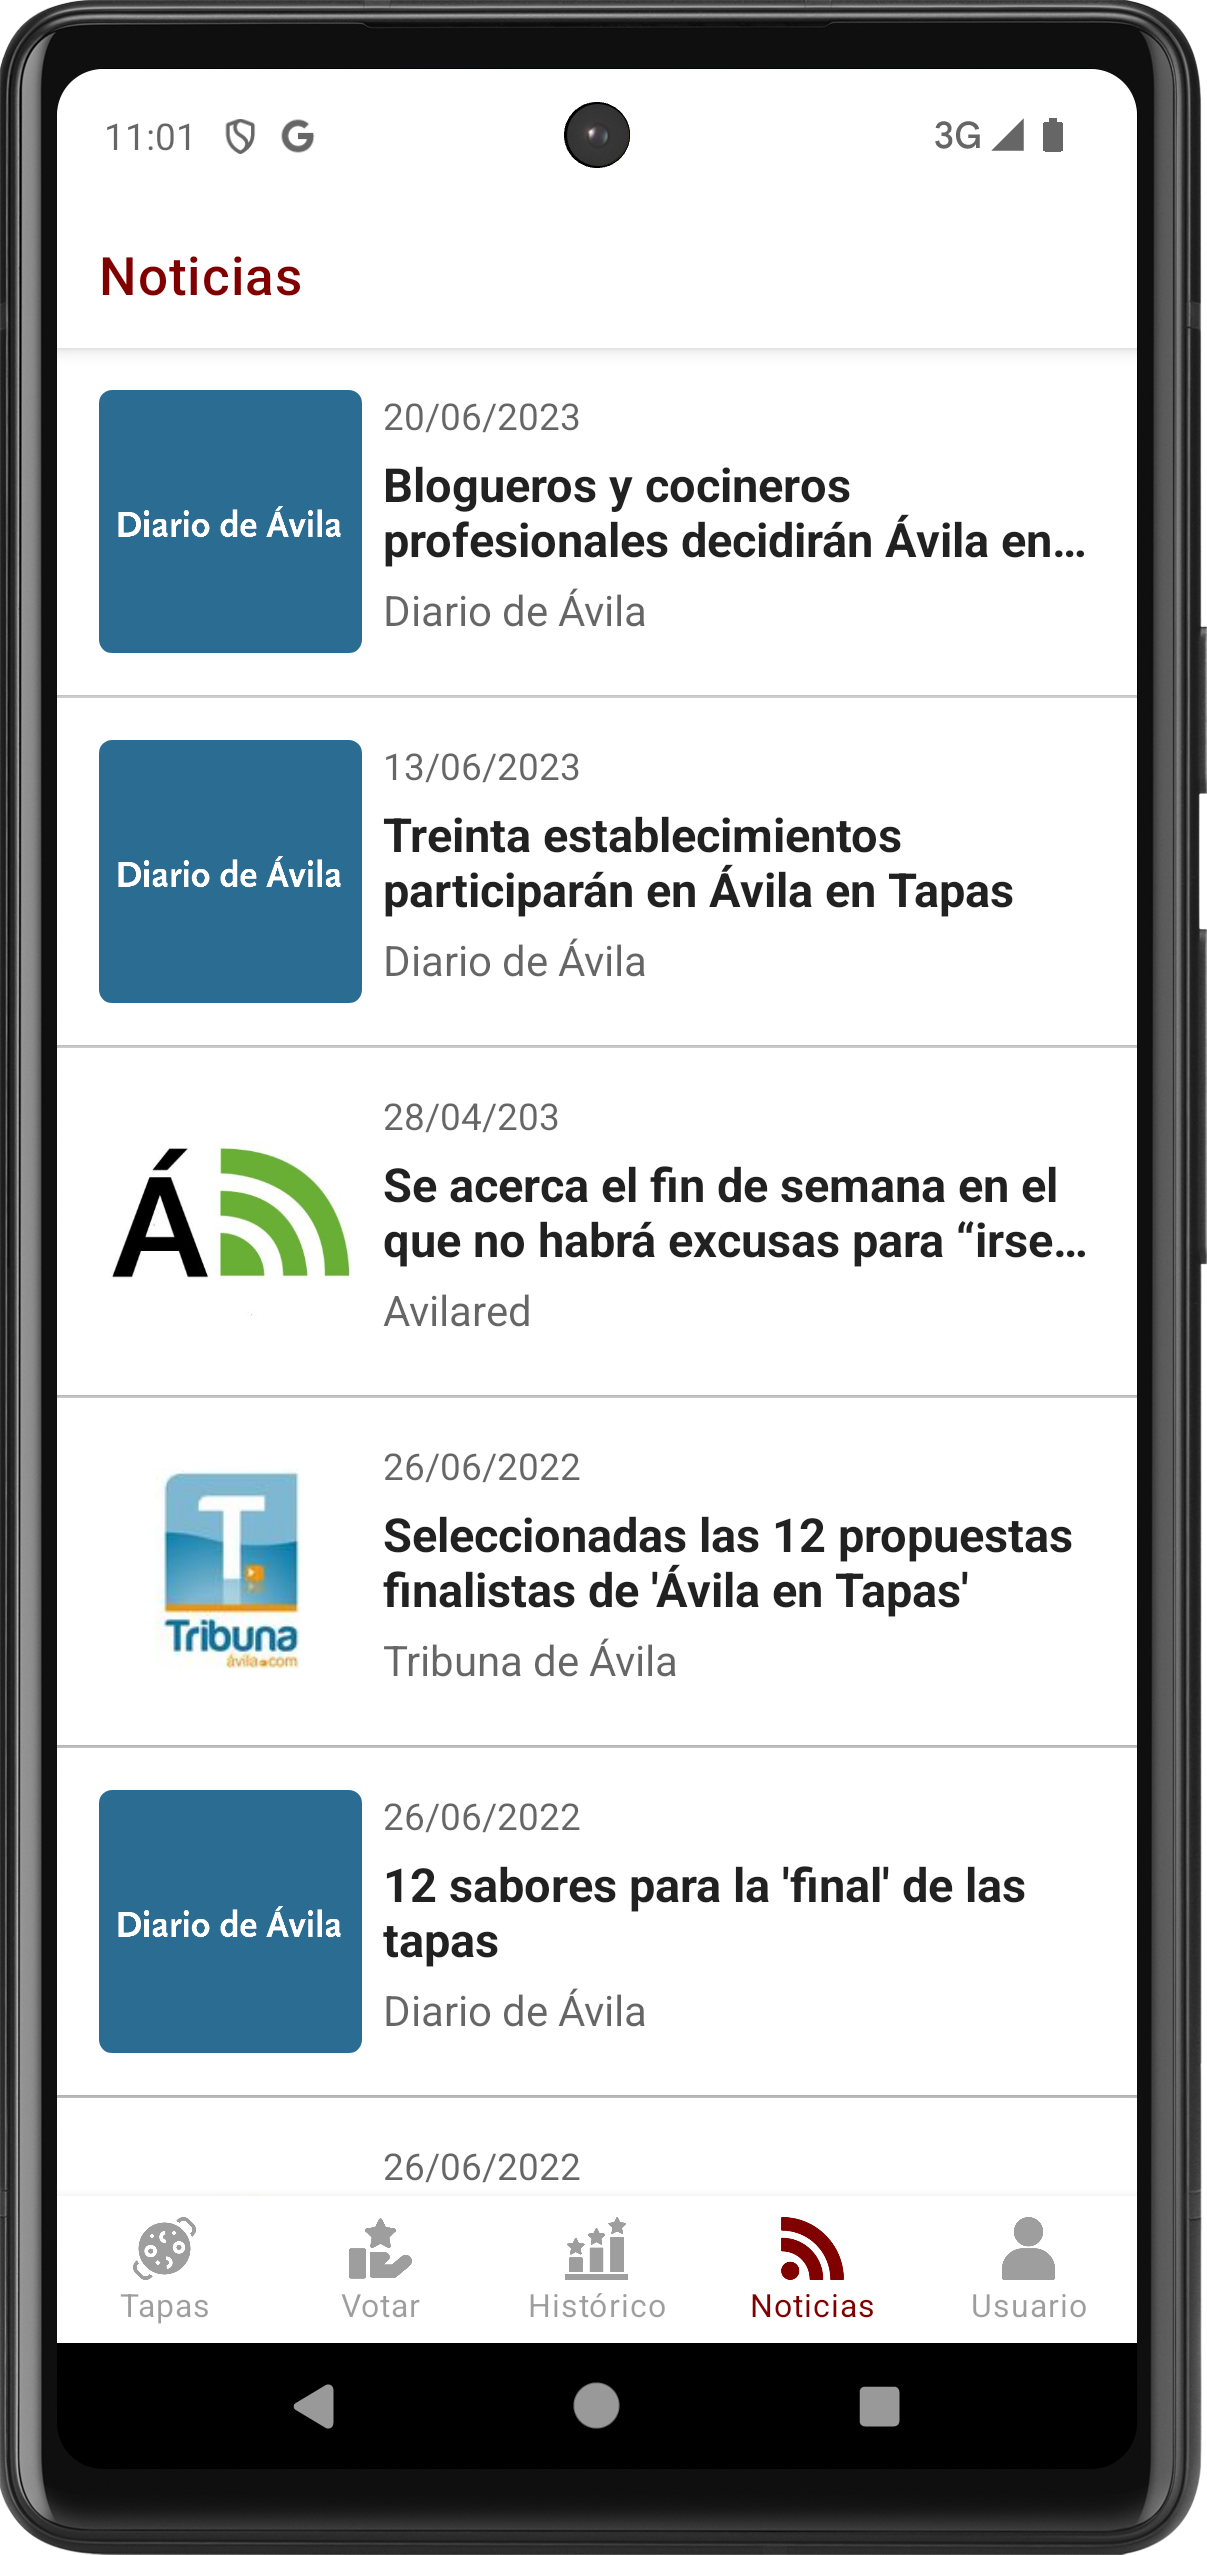 11:01
3G
Noticias
20/06/2023
Diario de Ávila
Blogueros y cocineros
profesionales decidirán Ávila en...
Diario de Ávila
13/06/2023
Diario de Ávila
Treinta establecimientos
participarán en Ávila en Tapas
Diario de Ávila
28/04/203
Á
Se acerca el fin de semana en el
que no habrá excusas para “irse...
Avilared
26/06/2022
T
Tribuna
ávila.com
Seleccionadas las 12 propuestas
finalistas de 'Ávila en Tapas'
Tribuna de Ávila
26/06/2022
Diario de Ávila
12 sabores para la 'final' de las
tapas
Diario de Ávila
26/06/2022
Tapas
Votar
Histórico
Noticias
Usuario